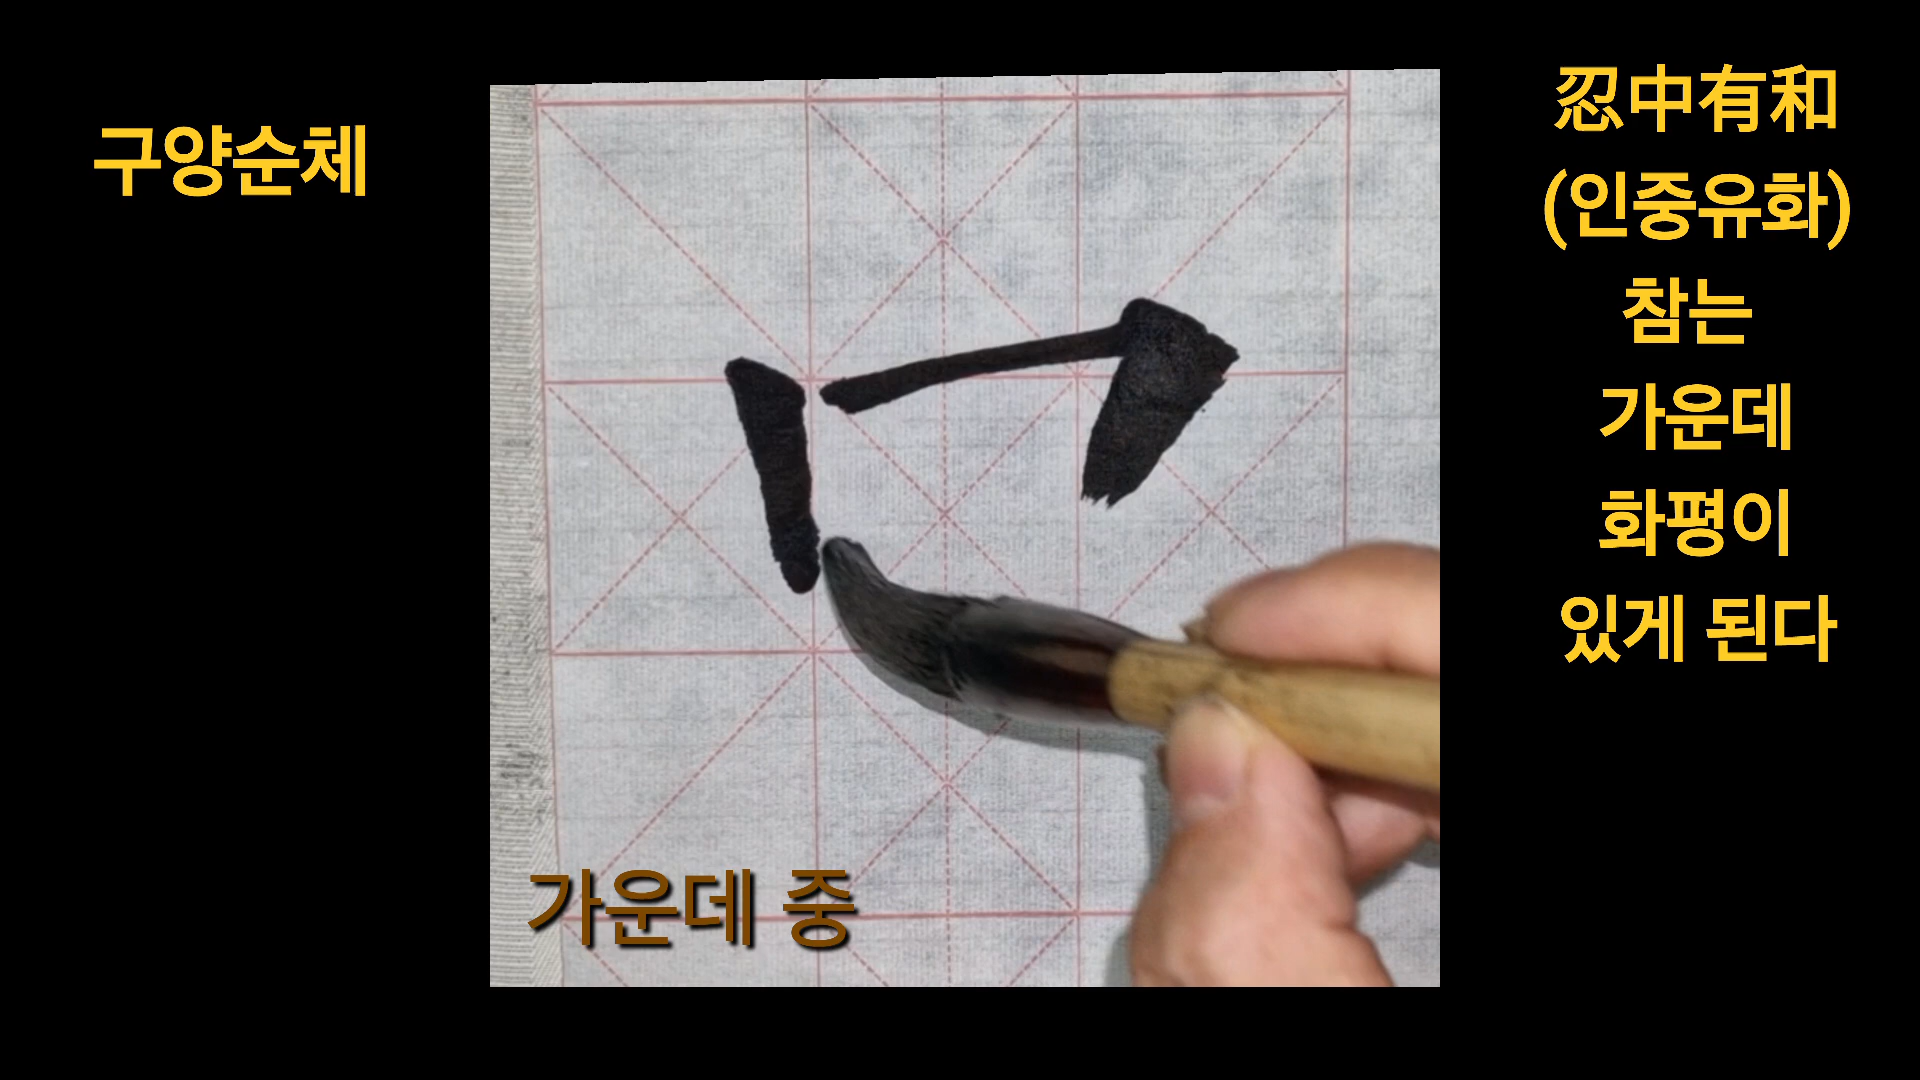 구양순체
忍中有和
(인중유화)
참는
가운데
화평이
있게 된다
가운데 중